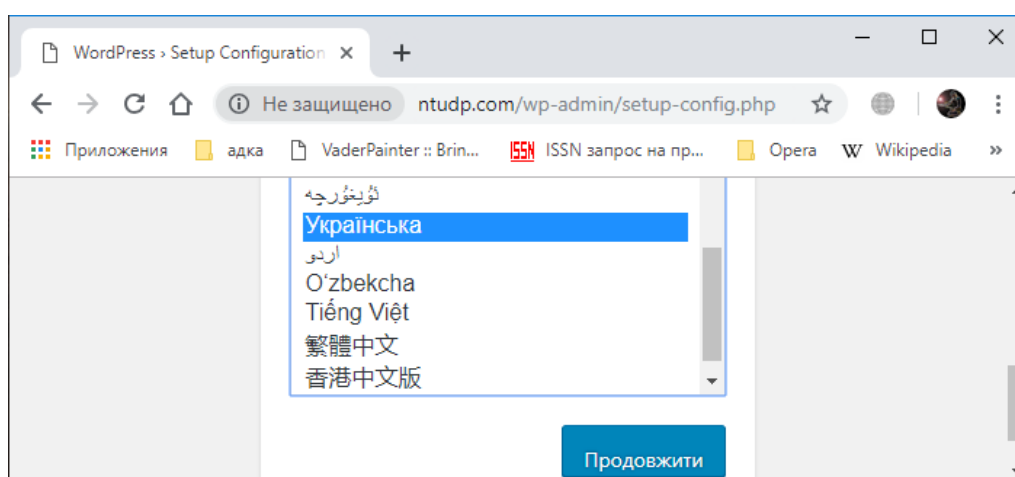 WordPress › Setup Configuration
Не защищено ntudp.com/wp-admin/setup-config.php
Приложения адка VaderPainter :: Brin... ISSN ISSN запрос на пр... Opera W Wikipedia »
ئۇيغۇرچە
Українська
اردو
O‘zbekcha
Tiếng Việt
繁體中文
香港中文版
Продовжити